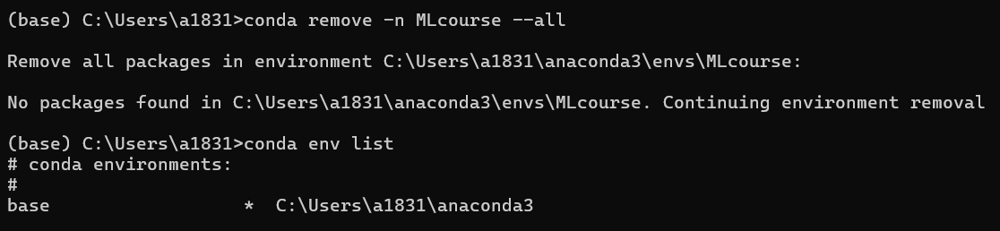 (base) C:\Users\a1831>conda remove -n MLcourse --all
Remove all packages in environment C:\Users\a1831\anaconda3\envs\MLcourse:
No packages found in C:\Users\a1831\anaconda3\envs\MLcourse. Continuing environment removal
(base) C:\Users\a1831>conda env list
# conda environments:
#
base                  *  C:\Users\a1831\anaconda3